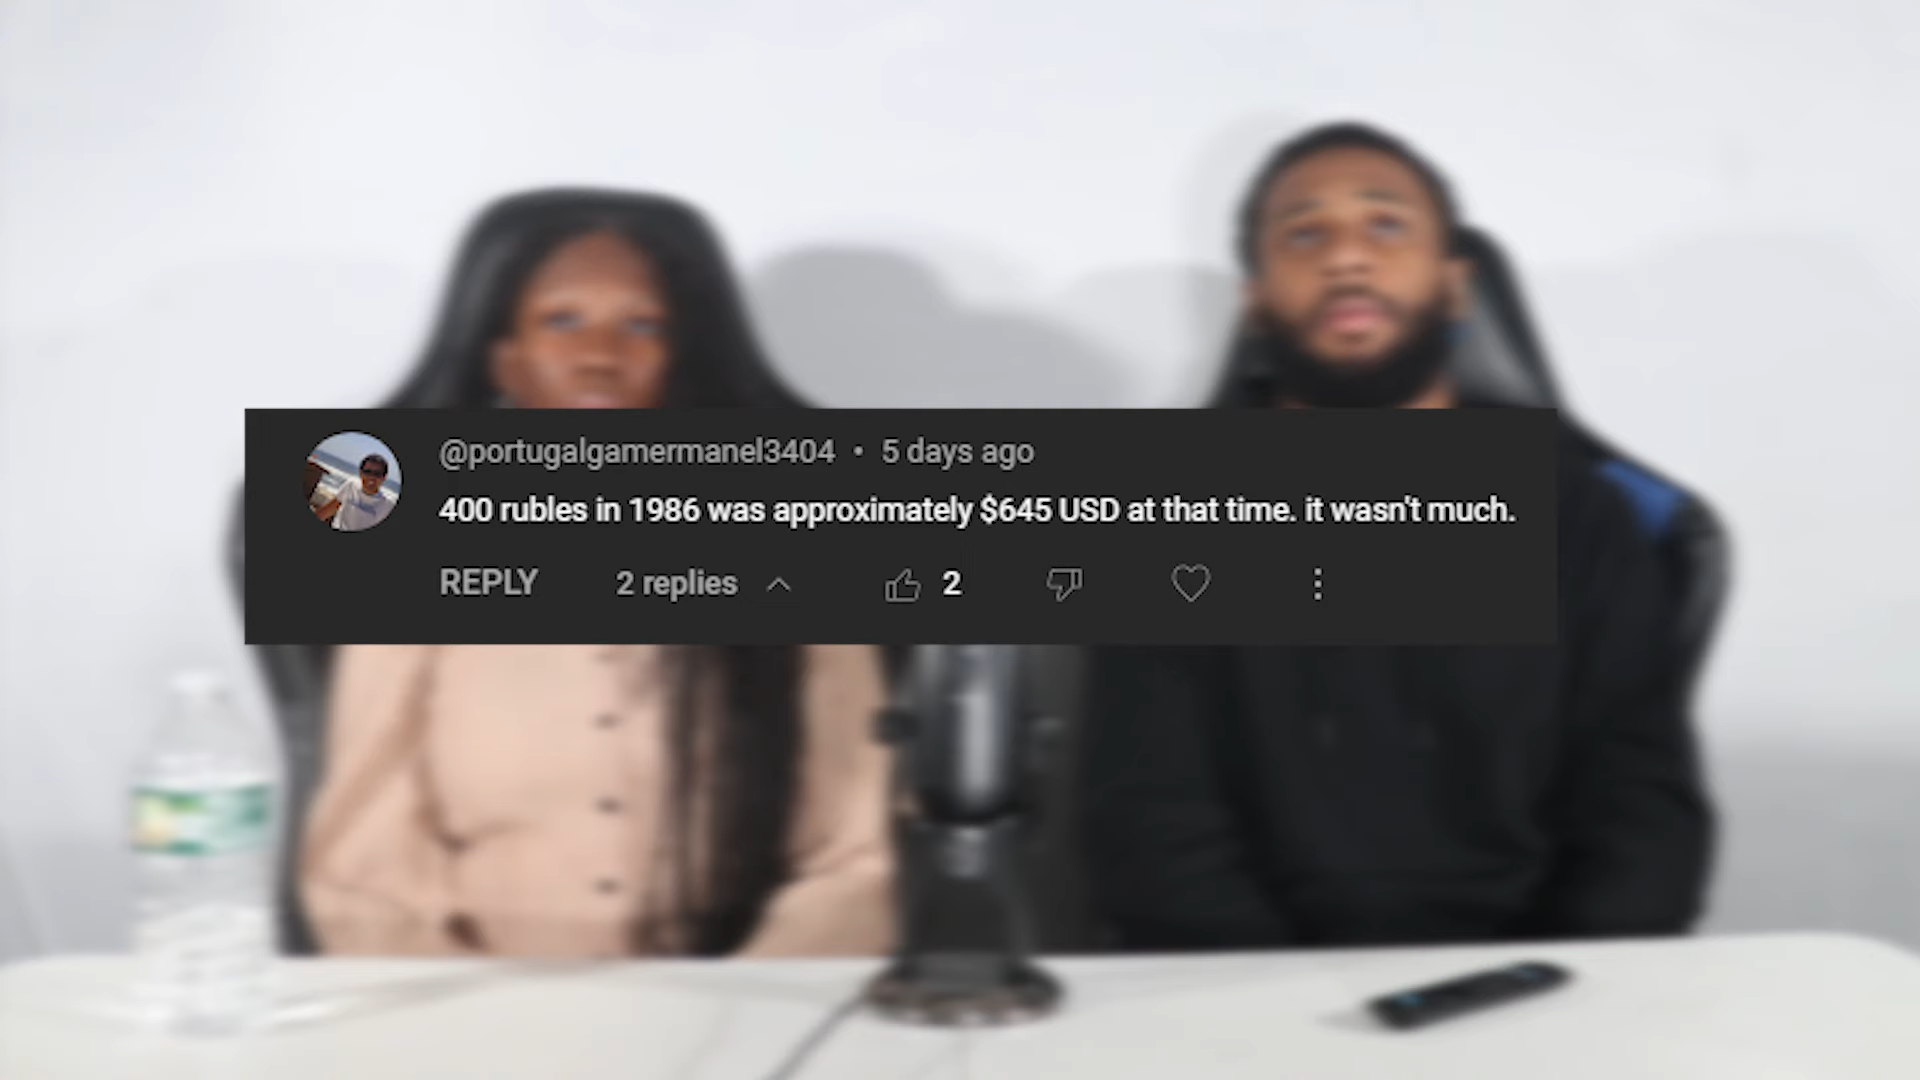 @portugalgamermanel3404 • 5 days ago
400 rubles in 1986 was approximately $645 USD at that time. it wasn't much.
REPLY 2 replies 2